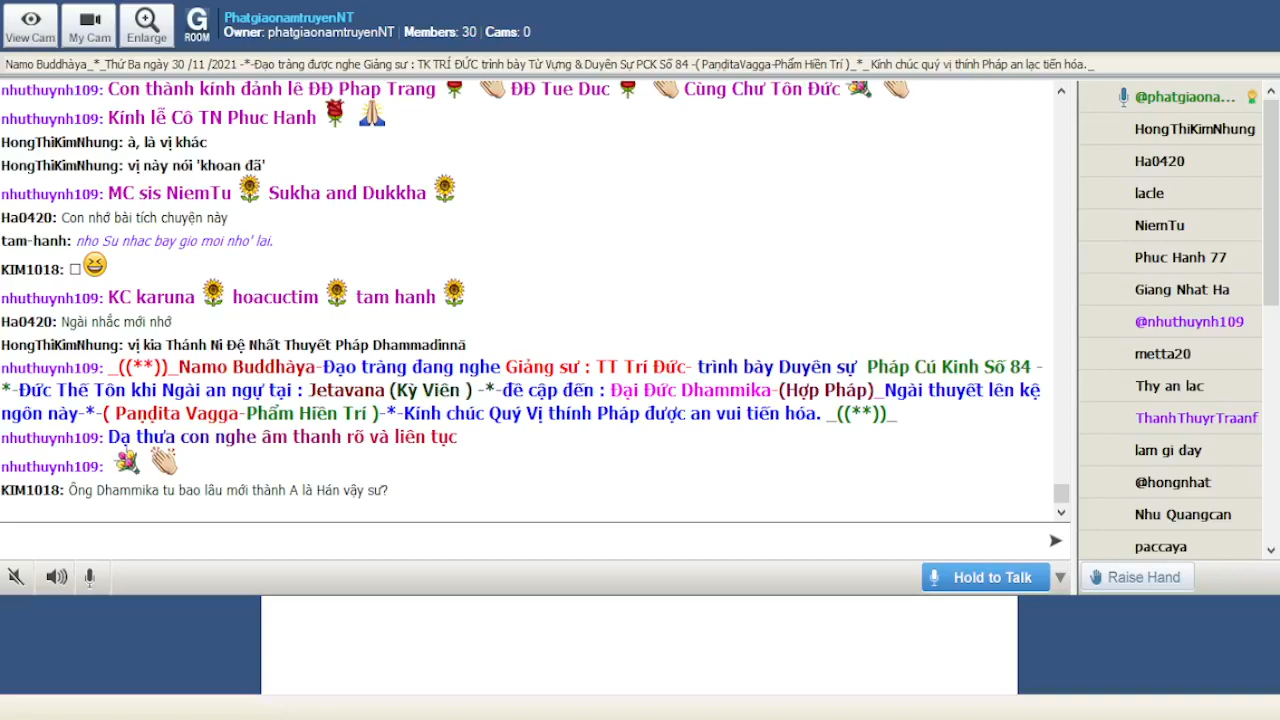 View Cam
My Cam
Enlarge
G
ROOM
PhatgiaonamtruyenNT
Owner: phatgiaonamtruyenNT | Members: 30 | Cams: 0
Namo Buddhàya_*_Thứ Ba ngày 30 /11 /2021 -*-Đạo tràng được nghe Giảng sư : TK TRÍ ĐỨC trình bày Từ Vựng & Duyên Sự PCK Số 84 -( PaṇḍitaVagga-Phẩm Hiền Trí )_*_ Kính chúc quý vị thính Pháp an lạc tiến hóa._
nhuthuynh109: Con thành kính đảnh lê ĐĐ Phap Trang 🌹 👏 ĐĐ Tue Duc 🌹 👏 Cùng Chư Tôn Đức 💐 👏
nhuthuynh109: Kính lễ Cô TN Phuc Hanh 🌹 🙏
HongThiKimNhung: à, là vị khác
HongThiKimNhung: vị này nói 'khoan đã'
nhuthuynh109: MC sis NiemTu 🌻 Sukha and Dukkha 🌻
Ha0420: Con nhớ bài tích chuyện này
tam-hanh: nho Su nhac bay gio moi nho' lai.
KIM1018: □😆
nhuthuynh109: KC karuna 🌻 hoacuctim 🌻 tam hanh 🌻
Ha0420: Ngài nhắc mới nhớ
HongThiKimNhung: vị kia Thánh Ni Đệ Nhất Thuyết Pháp Dhammadinnā
nhuthuynh109: _((**))_Namo Buddhàya-Đạo tràng đang nghe Giảng sư : TT Trí Đức- trình bày Duyên sự Pháp Cú Kinh Số 84 -
*-Đức Thế Tôn khi Ngài an ngự tại : Jetavana (Kỳ Viên ) -*-đề cập đến : Đại Đức Dhammika-(Hợp Pháp)_Ngài thuyết lên kệ
ngôn này-*-( Paṇḍita Vagga-Phẩm Hiền Trí )-*-Kính chúc Quý Vị thính Pháp được an vui tiến hóa. _((**))_
nhuthuynh109: Dạ thưa con nghe âm thanh rõ và liên tục
nhuthuynh109: 💐 👏
KIM1018: Ông Dhammika tu bao lâu mới thành A là Hán vậy sư?
@phatgiaona...
HongThiKimNhung
Ha0420
lacle
NiemTu
Phuc Hanh 77
Giang Nhat Ha
@nhuthuynh109
metta20
Thy an lac
ThanhThuyrTraanf
lam gi day
@hongnhat
Nhu Quangcan
paccaya
Hold to Talk
Raise Hand